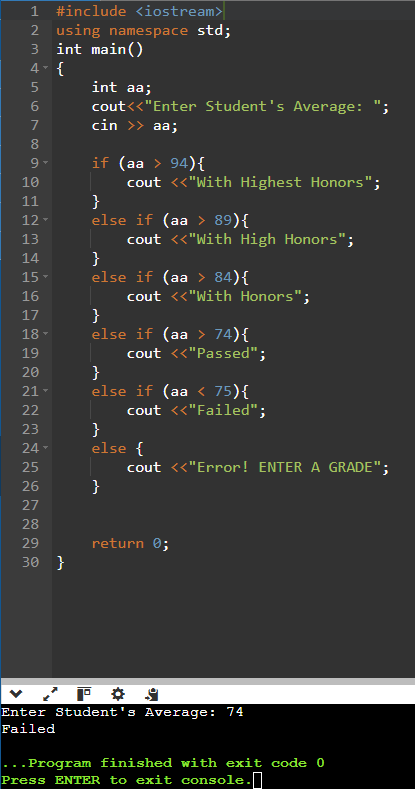 1 #include <iostream>
2 using namespace std;
3 int main()
4 {
5     int aa;
6     cout<<"Enter Student's Average: ";
7     cin >> aa;
8
9     if (aa > 94){
10         cout <<"With Highest Honors";
11     }
12     else if (aa > 89){
13         cout <<"With High Honors";
14     }
15     else if (aa > 84){
16         cout <<"With Honors";
17     }
18     else if (aa > 74){
19         cout <<"Passed";
20     }
21     else if (aa < 75){
22         cout <<"Failed";
23     }
24     else {
25         cout <<"Error! ENTER A GRADE";
26     }
27
28
29     return 0;
30 }
Enter Student's Average: 74
Failed
...Program finished with exit code 0
Press ENTER to exit console.